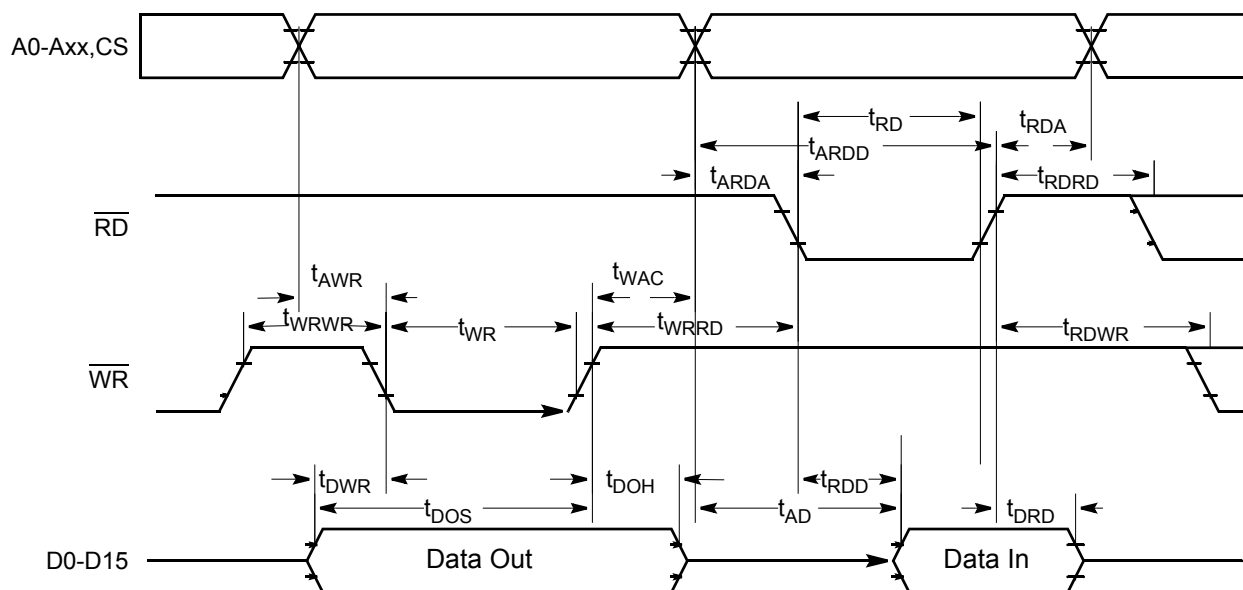 A0-Axx,CS
tRD
tRDA
tARDD
tARDA
tRDRD
RD
tAWR
tWAC
tWRWR
tWR
tWRRD
tRDWR
WR
tDWR
tDOH
tRDD
tDOS
tAD
tDRD
D0-D15
Data Out
Data In